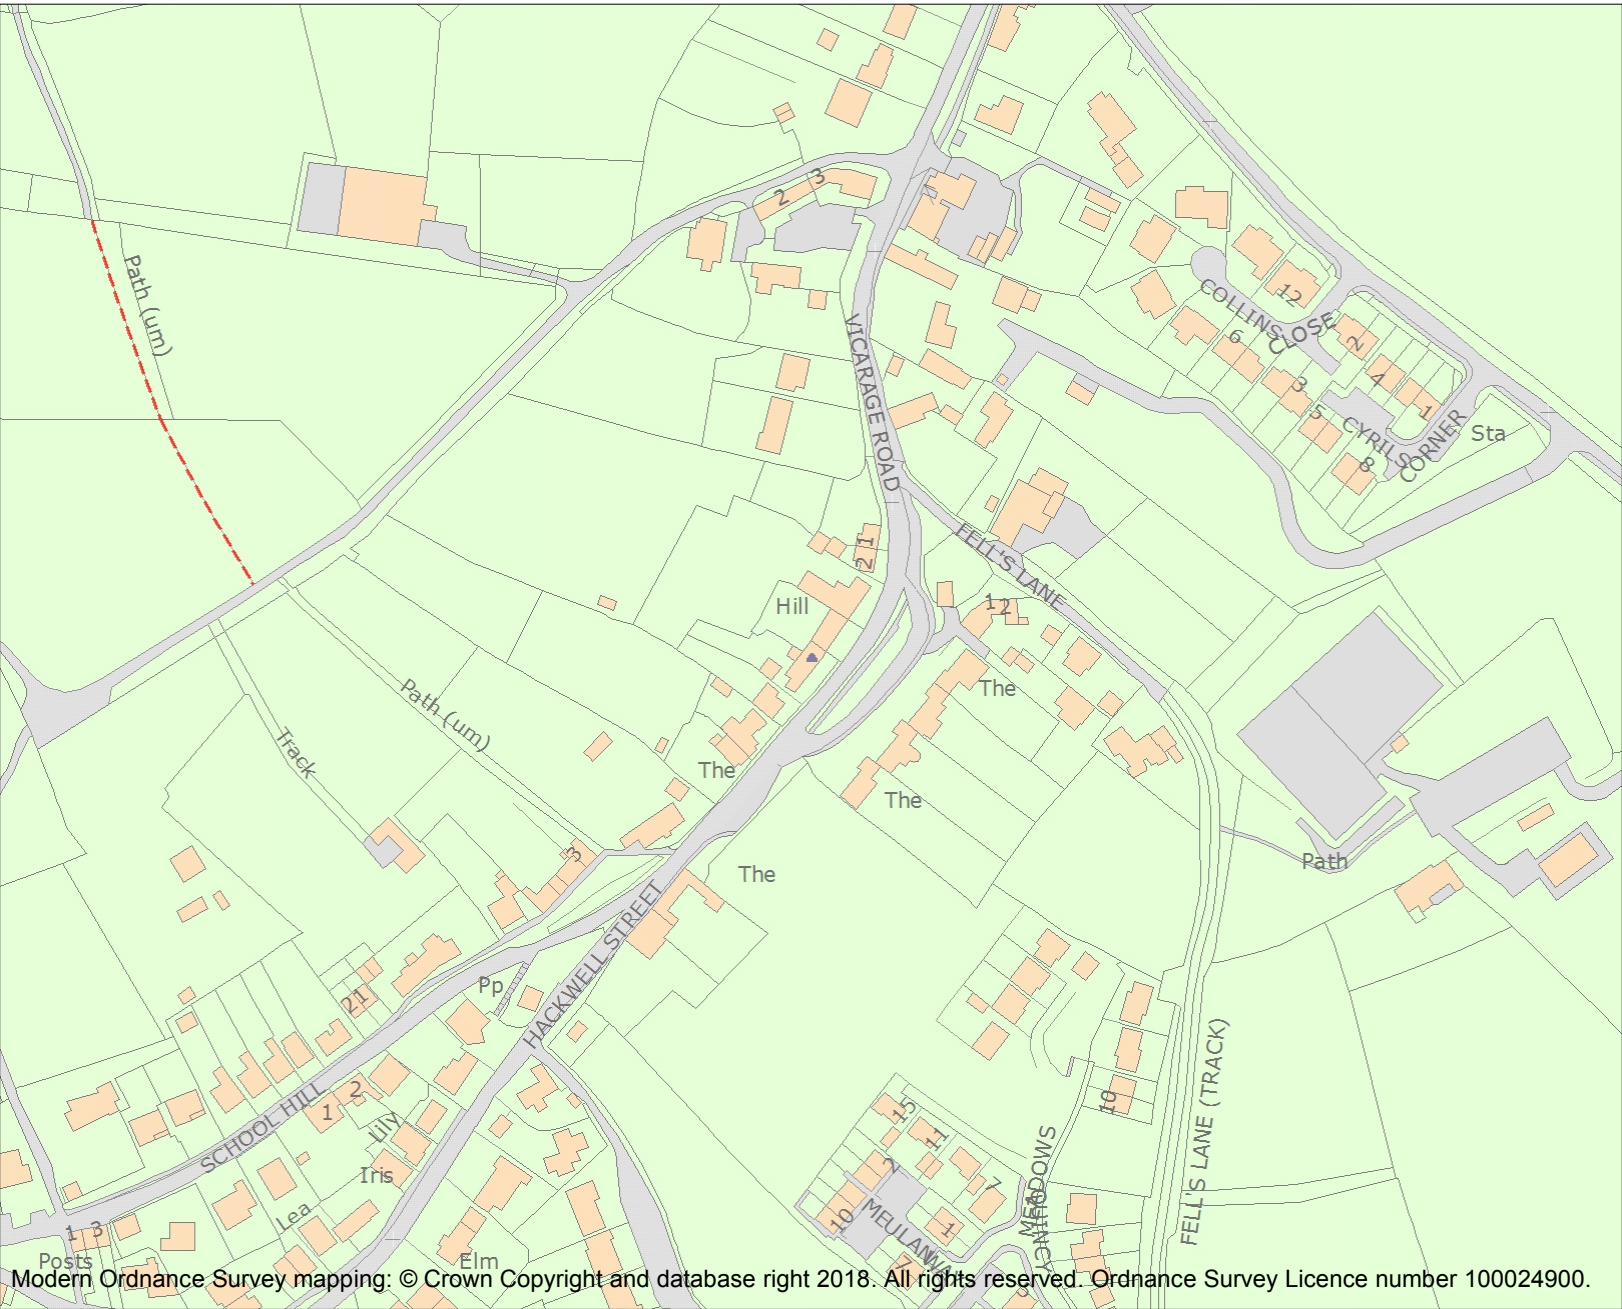 2 3
Path (um)
VICARAGE ROAD
COLLINS CLOSE
12
6
2
4
3
1
5
CYRILS CORNER
8
Sta
FELL'S LANE
2 1
Hill
1 2
The
Path (um)
Track
The
The
3
The
Path
HACKWELL STREET
Pp
21
SCHOOL HILL
2
1
Lily
Iris
Lea
Elm
1 3
Posts
10
15
11
2
7
10
1
7
MEADOWS
FELL'S LANE (TRACK)
Modern Ordnance Survey mapping: © Crown Copyright and database right 2018. All rights reserved. Ordnance Survey Licence number 100024900.